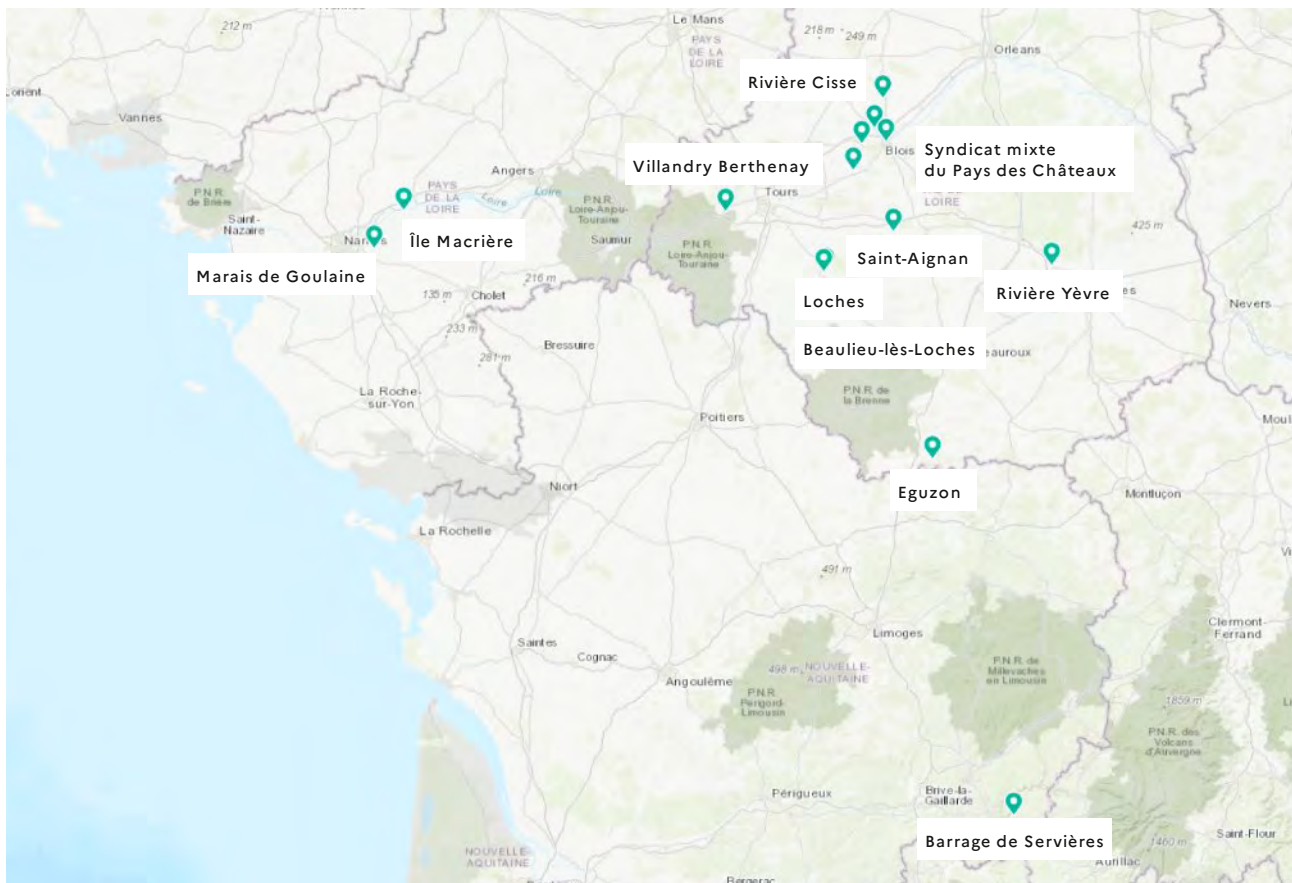 212 m
Le Mans
PAYS
DE LA
LOIRE
218 m
249 m
Orleans
Lorient
Vannes
Rivière Cisse
Blois
Syndicat mixte
du Pays des Châteaux
Angers
Villandry Berthenay
Tours
P.N.R.
de Brière
PAYS
DE LA
LOIRE
Loire
Loire
P.N.R.
Loire-Anjou-
Touraine
Saumur
LOIRE
Saint-
Nazaire
Île Macrière
P.N.R.
Loire-Anjou-
Touraine
425 m
Marais de Goulaine
216 m
Saint-Aignan
135 m
Cholet
Loches
Rivière Yèvre
es
Nevers
233 m
Bressuire
281 m
Beaulieu-lès-Loches
eauroux
La Roche-
sur-Yon
P.N.R. de
la Brenne
Poitiers
Moul
Eguzon
Niort
Montluçon
La Rochelle
491 m
Saintes
Cognac
Limoges
Clermont-
Ferrand
Angoulême
498 m
NOUVELLE-
AQUITAINE
P.N.R. de
Millevaches
en Limousin
P.N.R.
Périgord-
Limousin
1859 m
P.N.R. des
Volcans
d'Auvergne
Périgueux
Brive-la-
Gaillarde
Barrage de Servières
1460 m
Saint-Flour
NOUVELLE-
AQUITAINE
Aurillac
Bergerac